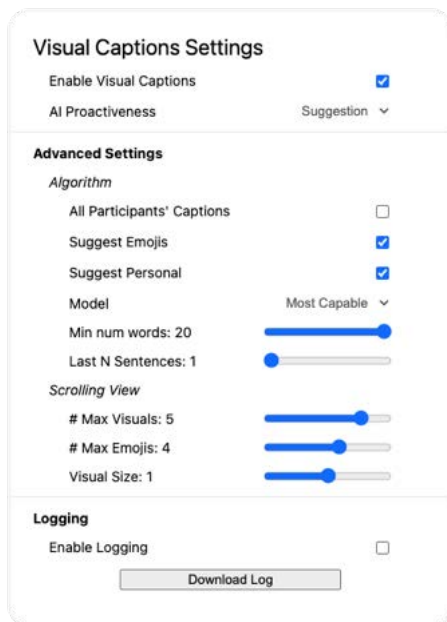 Visual Captions Settings
Enable Visual Captions
AI Proactiveness Suggestion
Advanced Settings
Algorithm
All Participants' Captions
Suggest Emojis
Suggest Personal
Model Most Capable
Min num words: 20
Last N Sentences: 1
Scrolling View
# Max Visuals: 5
# Max Emojis: 4
Visual Size: 1
Logging
Enable Logging
Download Log